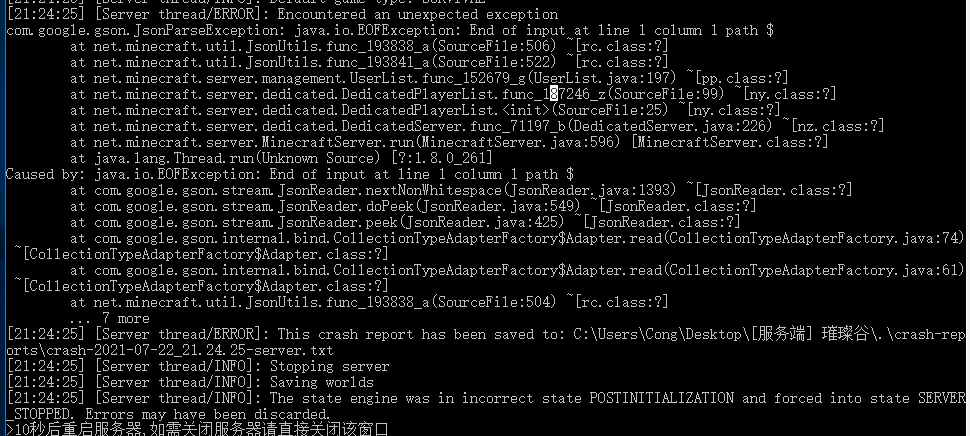 [21:24:25] [Server thread/INFO]: Default game type: SURVIVAL
[21:24:25] [Server thread/ERROR]: Encountered an unexpected exception
com.google.gson.JsonParseException: java.io.EOFException: End of input at line 1 column 1 path $
at net.minecraft.util.JsonUtils.func_193838_a(SourceFile:506) ~[rc.class:?]
at net.minecraft.util.JsonUtils.func_193841_a(SourceFile:522) ~[rc.class:?]
at net.minecraft.server.management.UserList.func_152679_g(UserList.java:197) ~[pp.class:?]
at net.minecraft.server.dedicated.DedicatedPlayerList.func_187246_z(SourceFile:99) ~[ny.class:?]
at net.minecraft.server.dedicated.DedicatedPlayerList.<init>(SourceFile:25) ~[ny.class:?]
at net.minecraft.server.dedicated.DedicatedServer.func_71197_b(DedicatedServer.java:226) ~[nz.class:?]
at net.minecraft.server.MinecraftServer.run(MinecraftServer.java:596) [MinecraftServer.class:?]
at java.lang.Thread.run(Unknown Source) [?:1.8.0_261]
Caused by: java.io.EOFException: End of input at line 1 column 1 path $
at com.google.gson.stream.JsonReader.nextNonWhitespace(JsonReader.java:1393) ~[JsonReader.class:?]
at com.google.gson.stream.JsonReader.doPeek(JsonReader.java:549) ~[JsonReader.class:?]
at com.google.gson.stream.JsonReader.peek(JsonReader.java:425) ~[JsonReader.class:?]
at com.google.gson.internal.bind.CollectionTypeAdapterFactory$Adapter.read(CollectionTypeAdapterFactory.java:74)
~[CollectionTypeAdapterFactory$Adapter.class:?]
at com.google.gson.internal.bind.CollectionTypeAdapterFactory$Adapter.read(CollectionTypeAdapterFactory.java:61)
~[CollectionTypeAdapterFactory$Adapter.class:?]
at net.minecraft.util.JsonUtils.func_193838_a(SourceFile:504) ~[rc.class:?]
... 7 more
[21:24:25] [Server thread/ERROR]: This crash report has been saved to: C:\Users\Cong\Desktop\[服务端] 璀璨谷\.\crash-rep
orts\crash-2021-07-22_21.24.25-server.txt
[21:24:25] [Server thread/INFO]: Stopping server
[21:24:25] [Server thread/INFO]: Saving worlds
[21:24:25] [Server thread/INFO]: The state engine was in incorrect state POSTINITIALIZATION and forced into state SERVER
_STOPPED. Errors may have been discarded.
>10秒后重启服务器,如需关闭服务器请直接关闭该窗口